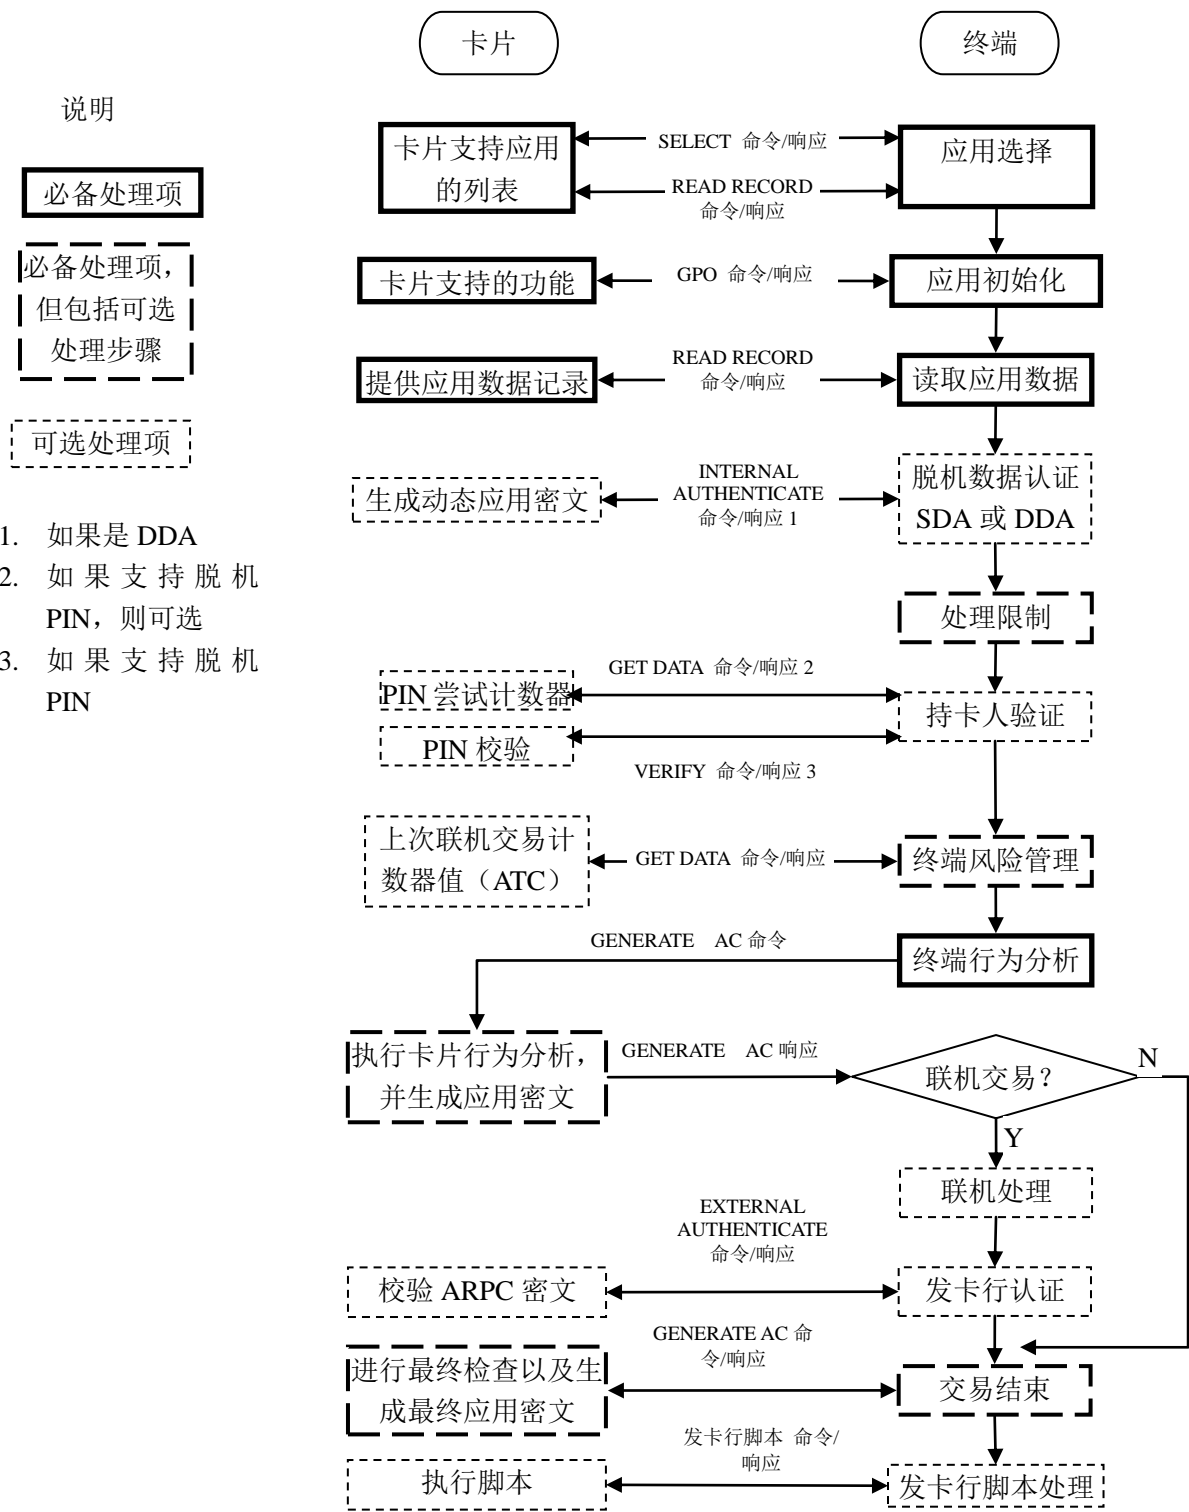 卡片
终端
说明
必备处理项
必备处理项，
但包括可选
处理步骤
可选处理项
1. 如果是 DDA
2. 如果支持脱机
PIN，则可选
3. 如果支持脱机
PIN
卡片支持应用
的列表
SELECT 命令/响应
READ RECORD
命令/响应
应用选择
卡片支持的功能
GPO 命令/响应
应用初始化
提供应用数据记录
READ RECORD
命令/响应
读取应用数据
生成动态应用密文
INTERNAL
AUTHENTICATE
命令/响应 1
脱机数据认证
SDA 或 DDA
处理限制
PIN 尝试计数器
GET DATA 命令/响应 2
持卡人验证
PIN 校验
VERIFY 命令/响应 3
上次联机交易计
数器值（ATC）
GET DATA 命令/响应
终端风险管理
GENERATE AC 命令
终端行为分析
执行卡片行为分析，
并生成应用密文
GENERATE AC 响应
联机交易？
N
Y
联机处理
EXTERNAL
AUTHENTICATE
命令/响应
校验 ARPC 密文
发卡行认证
GENERATE AC 命
令/响应
进行最终检查以及生
成最终应用密文
交易结束
发卡行脚本 命令/
响应
执行脚本
发卡行脚本处理